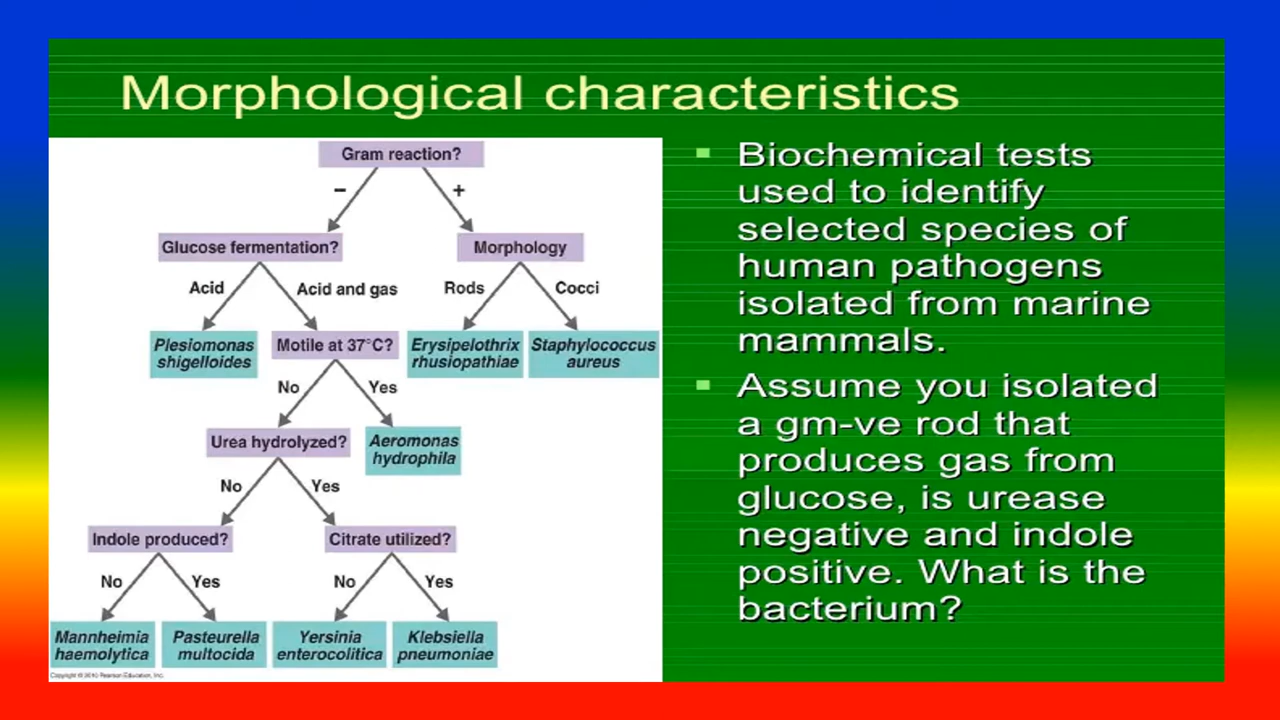 Morphological characteristics
Gram reaction?
− +
Glucose fermentation? Morphology
Acid Acid and gas Rods Cocci
Plesiomonas
shigelloides
Motile at 37°C?
Erysipelothrix
rhusiopathiae
Staphylococcus
aureus
No Yes
Urea hydrolyzed?
Aeromonas
hydrophila
No Yes
Indole produced? Citrate utilized?
No Yes No Yes
Mannheimia
haemolytica
Pasteurella
multocida
Yersinia
enterocolitica
Klebsiella
pneumoniae
Copyright © 2010 Pearson Education, Inc.
Biochemical tests
used to identify
selected species of
human pathogens
isolated from marine
mammals.
Assume you isolated
a gm-ve rod that
produces gas from
glucose, is urease
negative and indole
positive. What is the
bacterium?